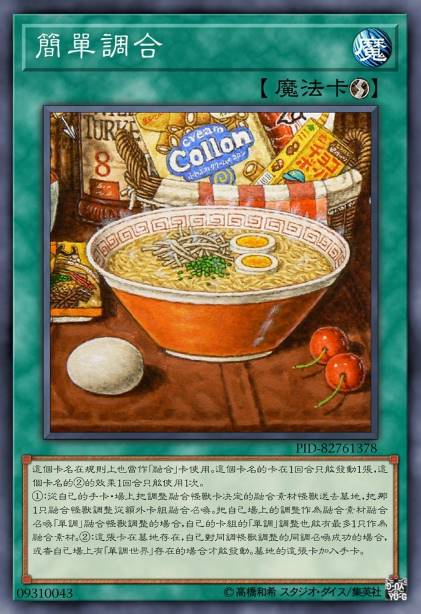 簡單調合
魔
【魔法卡】
TURKE
8
cream
Collon
PID-82761378
這個卡名在規則上也當作「融合」卡使用。這個卡名的卡在1回合只能發動1張,這
個卡名的②的效果1回合只能使用1次。
①:從自己的手卡·場上把調整融合怪獸卡決定的融合素材怪獸送去墓地,把那
1只融合怪獸調整從額外卡組融合召喚。把自己場上的調整作為融合素材融合
召喚「單調」融合怪獸調整的場合,自己的卡組的「單調」調整也能有最多1只作為
融合素材。②:這張卡在墓地存在,自己對同調怪獸調整的同調召喚成功的場合,
或者自己場上有「單調世界」存在的場合才能發動。墓地的這張卡加入手卡。
09310043
©高橋和希 スタジオ·ダイス/集英社